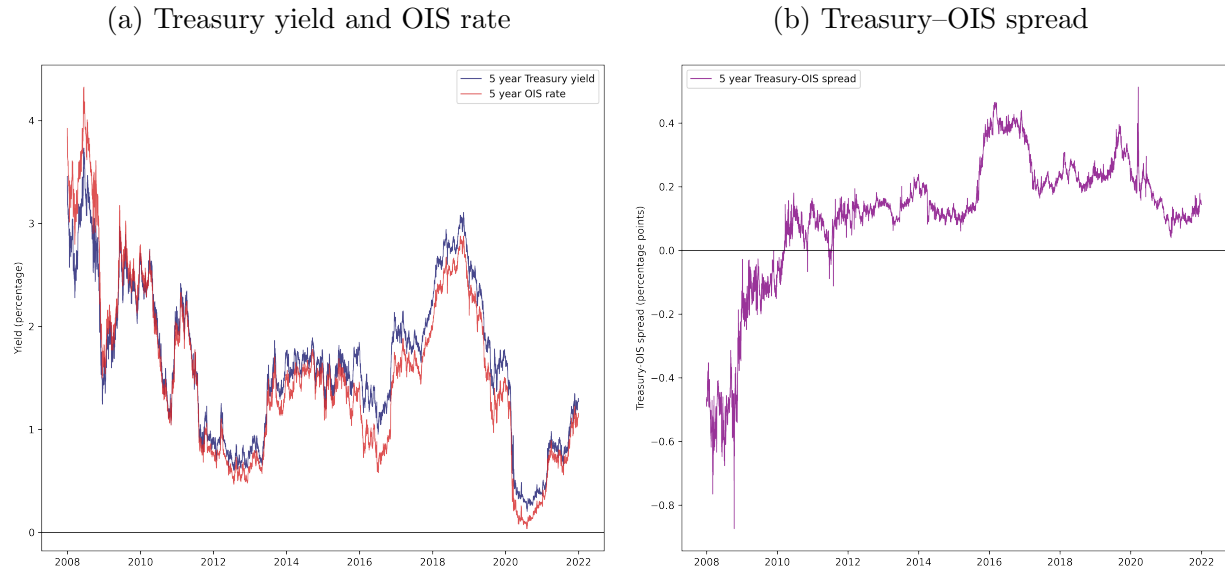 (a) Treasury yield and OIS rate
5 year Treasury yield
5 year OIS rate
Yield (percentage)
4
3
2
1
0
2008 2010 2012 2014 2016 2018 2020 2022
(b) Treasury–OIS spread
5 year Treasury-OIS spread
Treasury-OIS spread (percentage points)
0.4
0.2
0.0
−0.2
−0.4
−0.6
−0.8
2008 2010 2012 2014 2016 2018 2020 2022